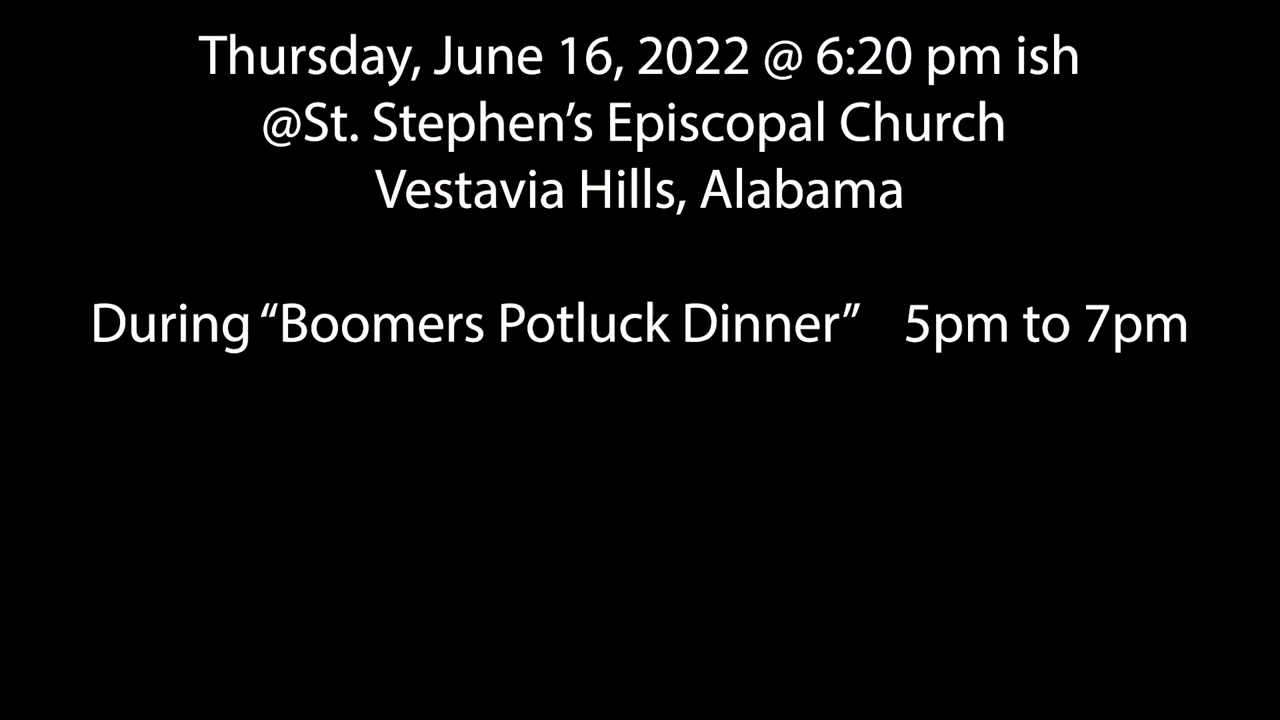 Thursday, June 16, 2022 @ 6:20 pm ish
@St. Stephen’s Episcopal Church
Vestavia Hills, Alabama
During “Boomers Potluck Dinner” 5pm to 7pm